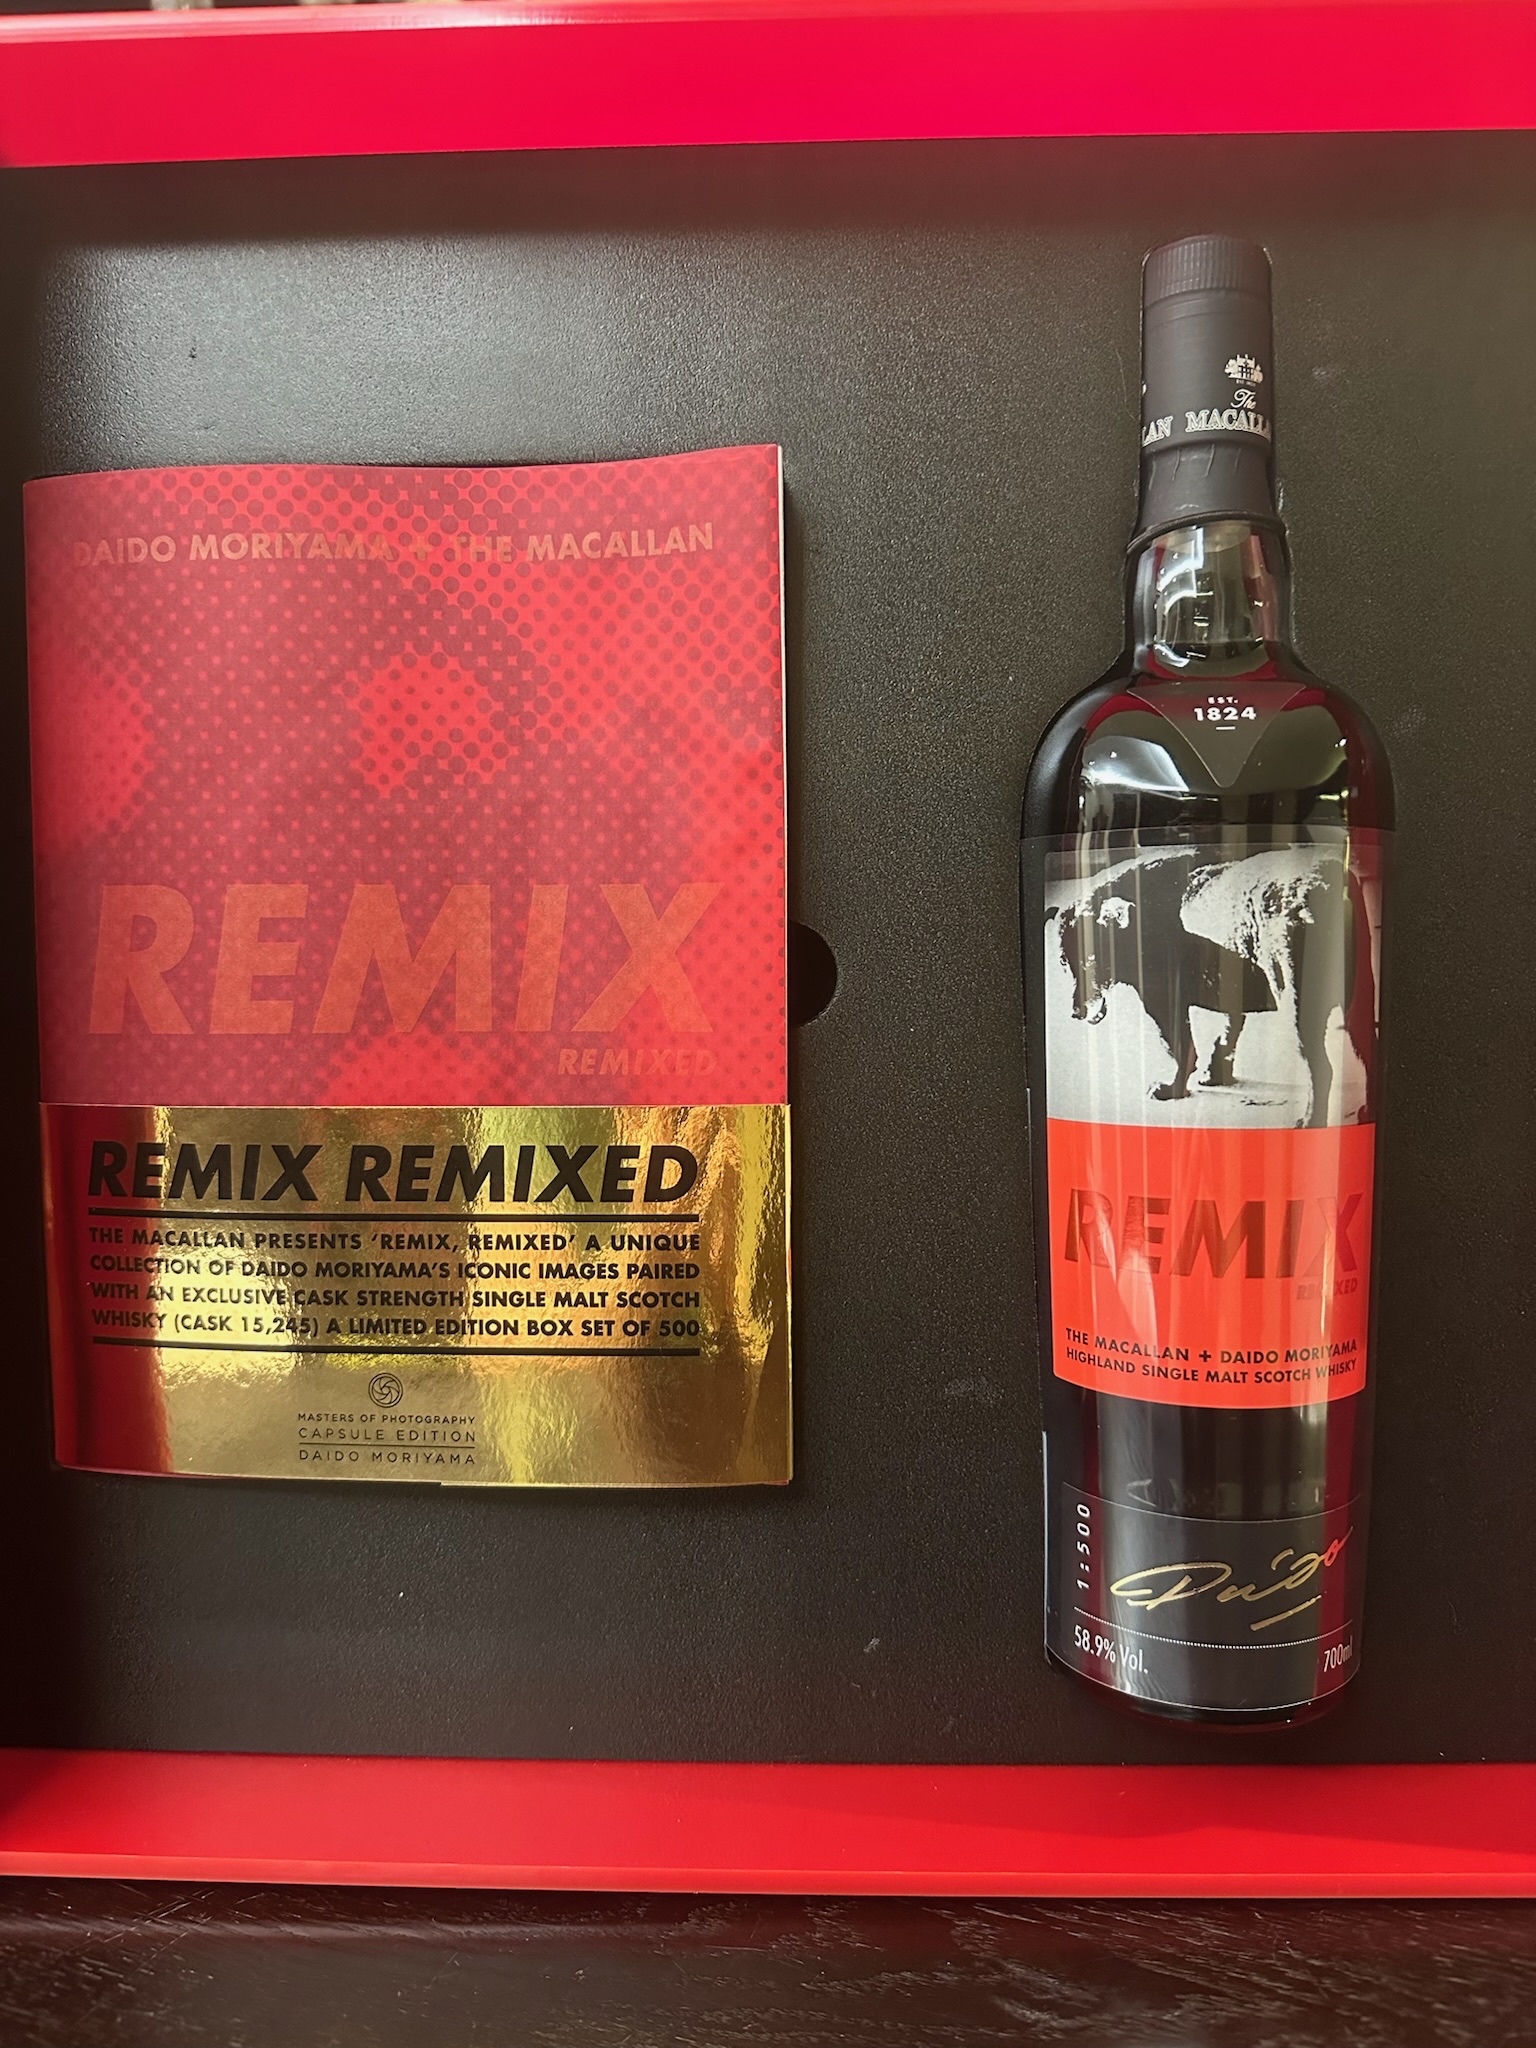 DAIDO MORIYAMA + THE MACALLAN
REMIX
REMIXED
REMIX REMIXED
THE MACALLAN PRESENTS ‘REMIX, REMIXED’ A UNIQUE
COLLECTION OF DAIDO MORIYAMA’S ICONIC IMAGES PAIRED
WITH AN EXCLUSIVE CASK STRENGTH SINGLE MALT SCOTCH
WHISKY (CASK 15,245) A LIMITED EDITION BOX SET OF 500
MASTERS OF PHOTOGRAPHY
CAPSULE EDITION
DAIDO MORIYAMA
The
LAN MACALLA
EST.
1824
REMIX
REMIXED
THE MACALLAN + DAIDO MORIYAMA
HIGHLAND SINGLE MALT SCOTCH WHISKY
1:500
Daido
58.9% Vol.
700ml